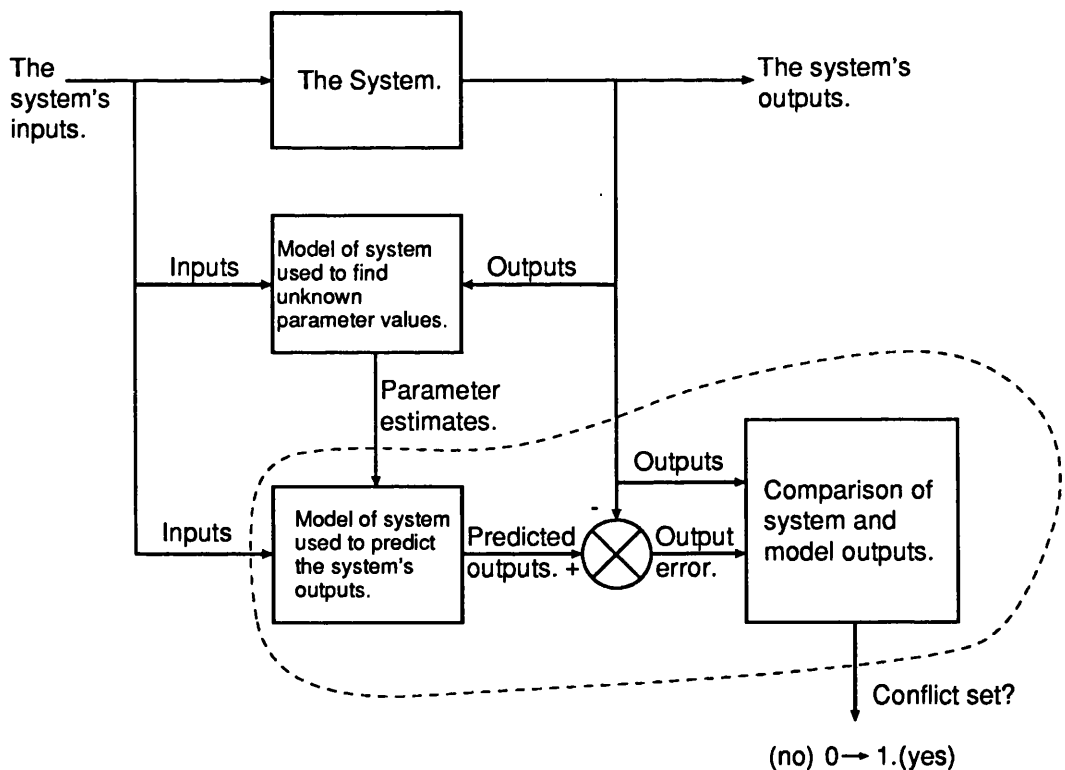 The
system's
inputs.
The System.
The system's
outputs.
Inputs
Model of system
used to find
unknown
parameter values.
Outputs
Parameter
estimates.
Inputs
Model of system
used to predict
the system's
outputs.
Predicted
outputs. +
-
Output
error.
Outputs
Comparison of
system and
model outputs.
Conflict set?
(no) 0→ 1.(yes)